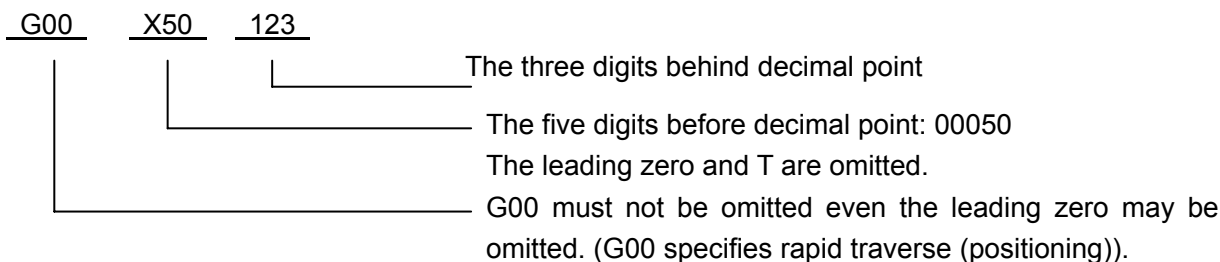 G00 X50 123
The three digits behind decimal point
The five digits before decimal point: 00050
The leading zero and T are omitted.
G00 must not be omitted even the leading zero may be
omitted. (G00 specifies rapid traverse (positioning)).